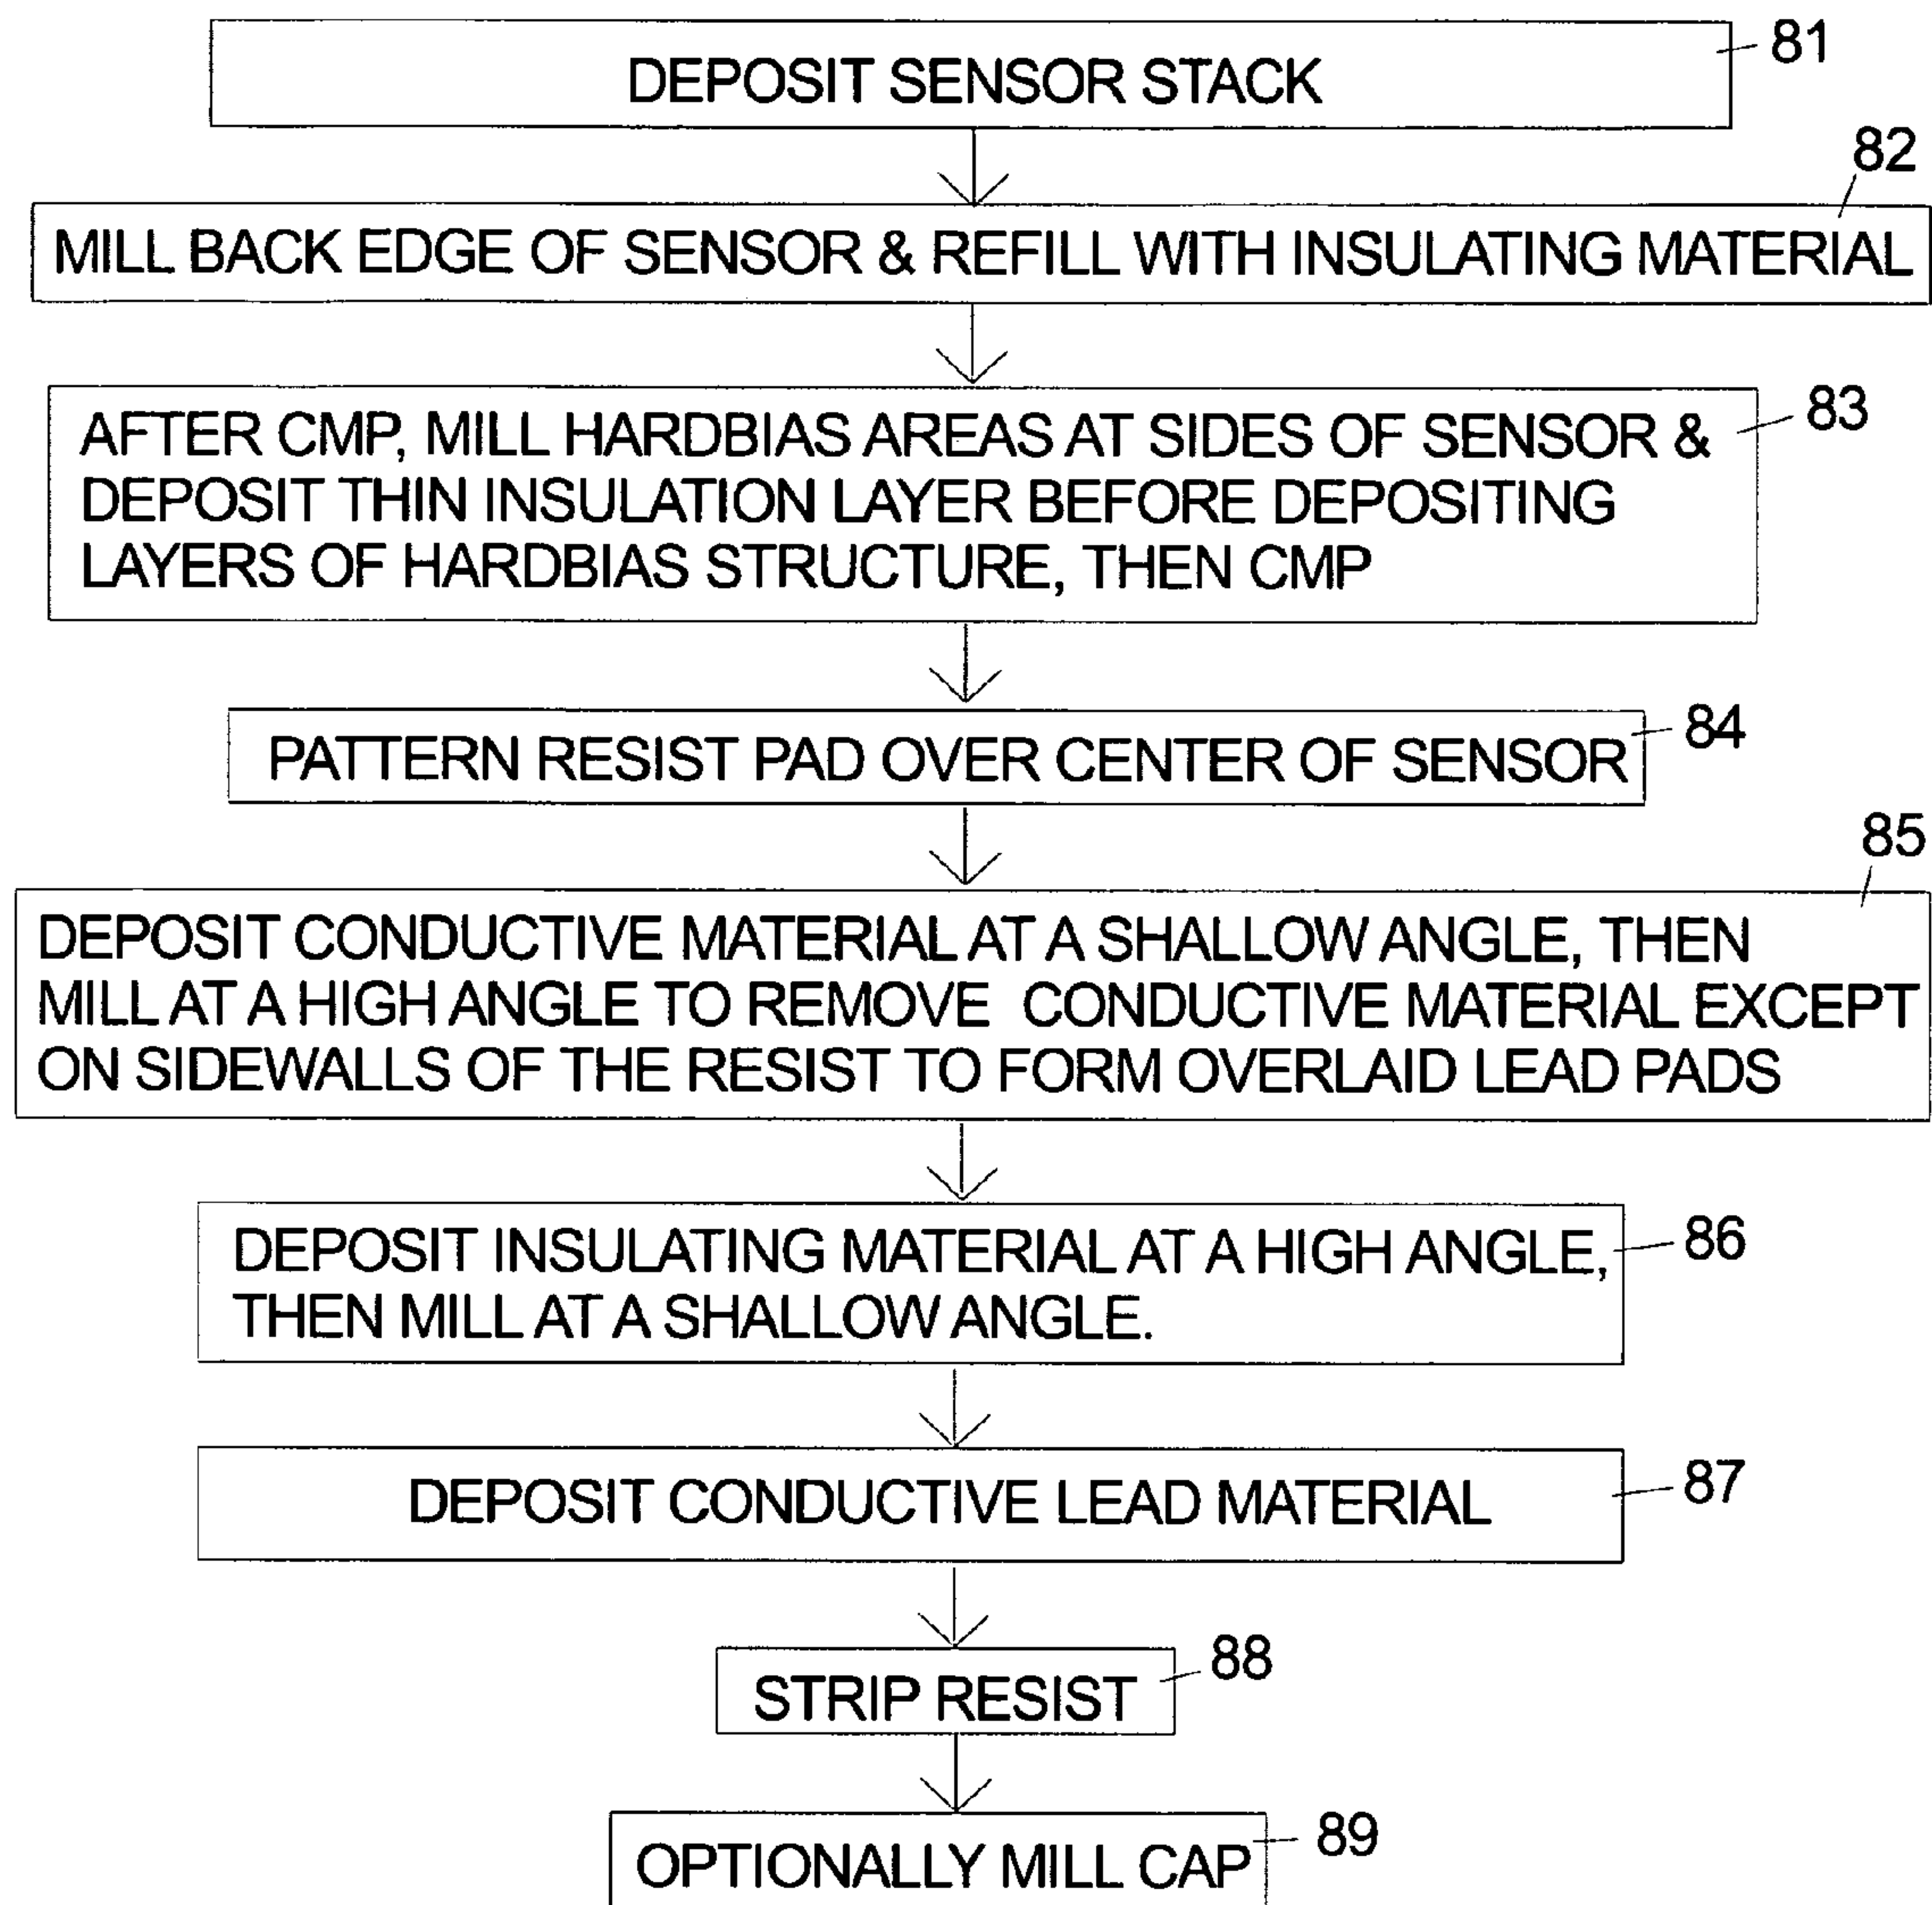 81
DEPOSIT SENSOR STACK
82
MILL BACK EDGE OF SENSOR & REFILL WITH INSULATING MATERIAL
83
AFTER CMP, MILL HARDBIAS AREAS AT SIDES OF SENSOR &
DEPOSIT THIN INSULATION LAYER BEFORE DEPOSITING
LAYERS OF HARDBIAS STRUCTURE, THEN CMP
84
PATTERN RESIST PAD OVER CENTER OF SENSOR
85
DEPOSIT CONDUCTIVE MATERIAL AT A SHALLOW ANGLE, THEN
MILL AT A HIGH ANGLE TO REMOVE CONDUCTIVE MATERIAL EXCEPT
ON SIDEWALLS OF THE RESIST TO FORM OVERLAID LEAD PADS
86
DEPOSIT INSULATING MATERIAL AT A HIGH ANGLE,
THEN MILL AT A SHALLOW ANGLE.
87
DEPOSIT CONDUCTIVE LEAD MATERIAL
88
STRIP RESIST
89
OPTIONALLY MILL CAP